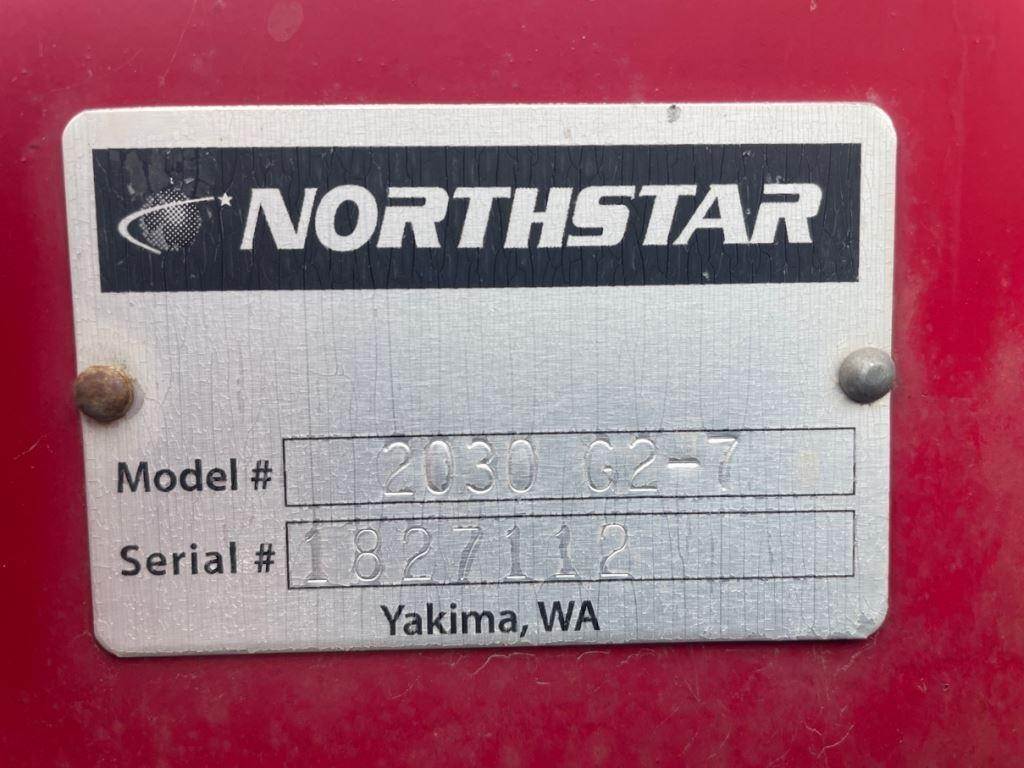 NORTHSTAR
Model # 2030 G2-7
Serial # 1827112
Yakima, WA